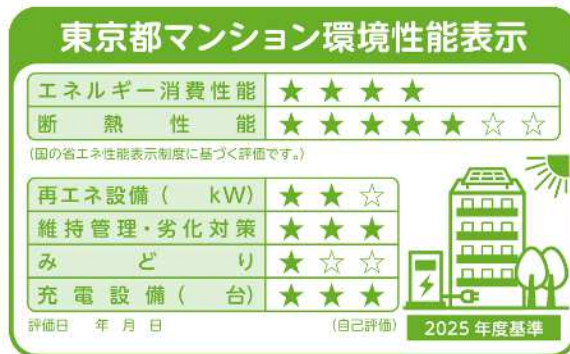 東京都マンション環境性能表示
エネルギー消費性能 ★ ★ ★ ★
断熱性能 ★ ★ ★ ★ ★ ☆ ☆
(国の省エネ性能表示制度に基づく評価です。)
再エネ設備( kW) ★ ★ ☆
維持管理・劣化対策 ★ ★ ★
みどり ★ ☆ ☆
充電設備( 台) ★ ★ ★
評価日 年 月 日 (自己評価)
2025年度基準